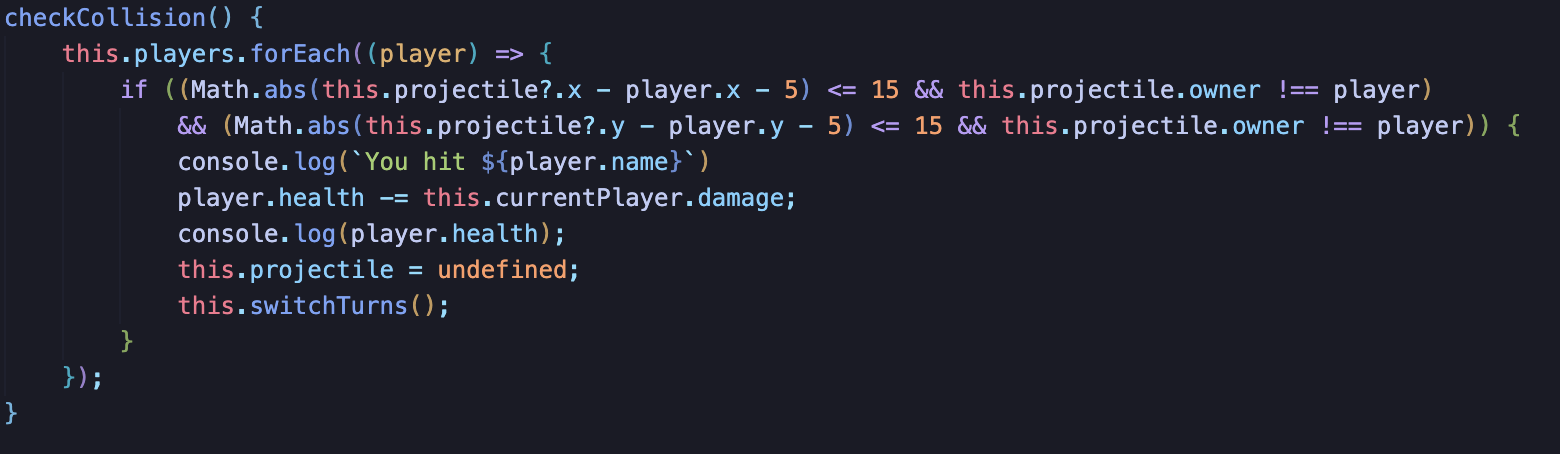 checkCollision() {
    this.players.forEach((player) => {
        if ((Math.abs(this.projectile?.x - player.x - 5) <= 15 && this.projectile.owner !== player)
            && (Math.abs(this.projectile?.y - player.y - 5) <= 15 && this.projectile.owner !== player)) {
            console.log(`You hit ${player.name}`)
            player.health -= this.currentPlayer.damage;
            console.log(player.health);
            this.projectile = undefined;
            this.switchTurns();
        }
    });
}